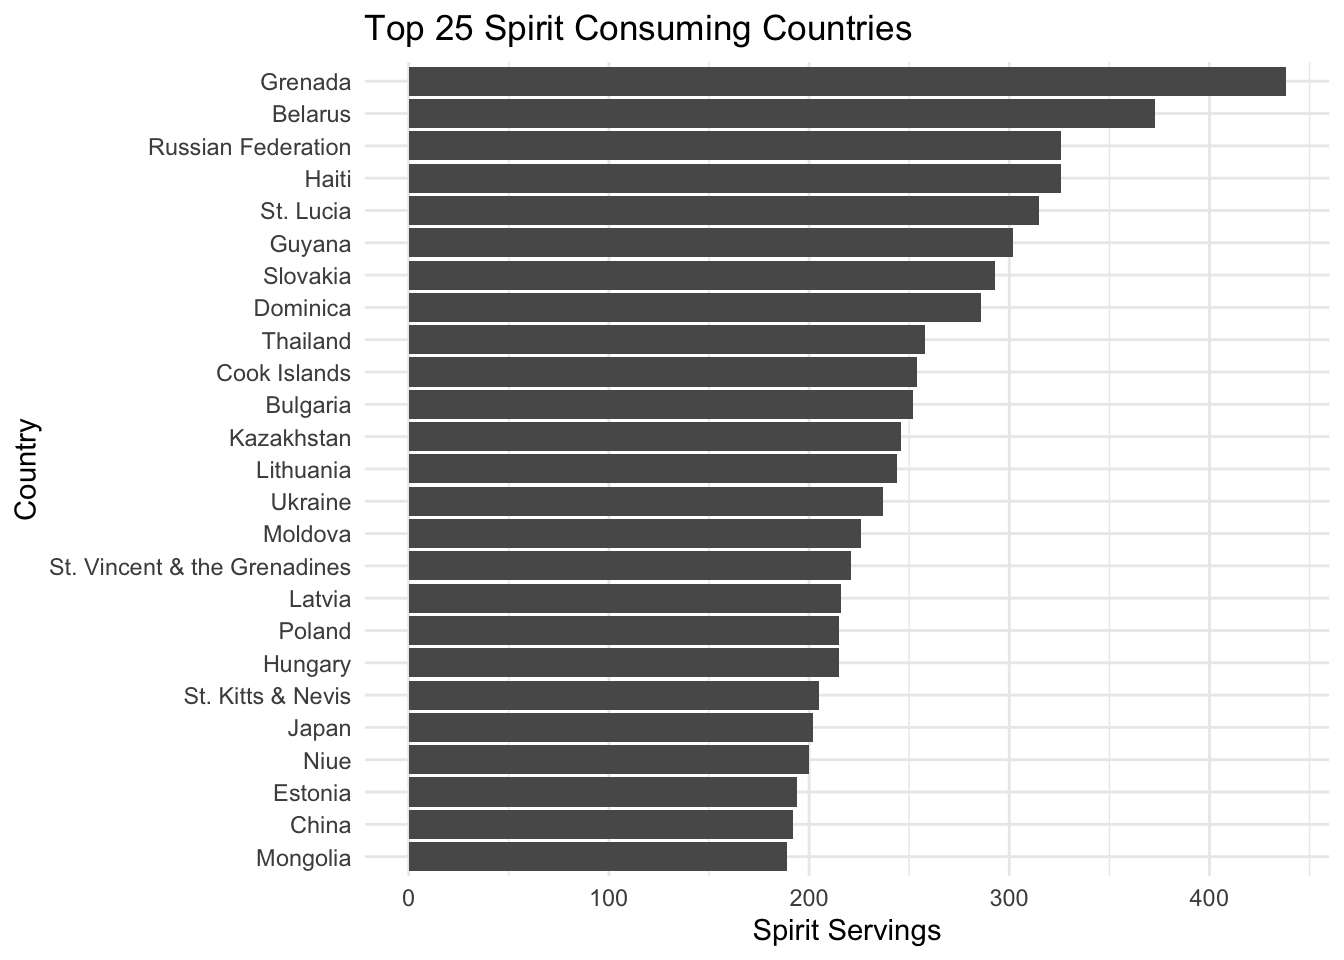 Top 25 Spirit Consuming Countries
Country
Grenada
Belarus
Russian Federation
Haiti
St. Lucia
Guyana
Slovakia
Dominica
Thailand
Cook Islands
Bulgaria
Kazakhstan
Lithuania
Ukraine
Moldova
St. Vincent & the Grenadines
Latvia
Poland
Hungary
St. Kitts & Nevis
Japan
Niue
Estonia
China
Mongolia
0 100 200 300 400
Spirit Servings